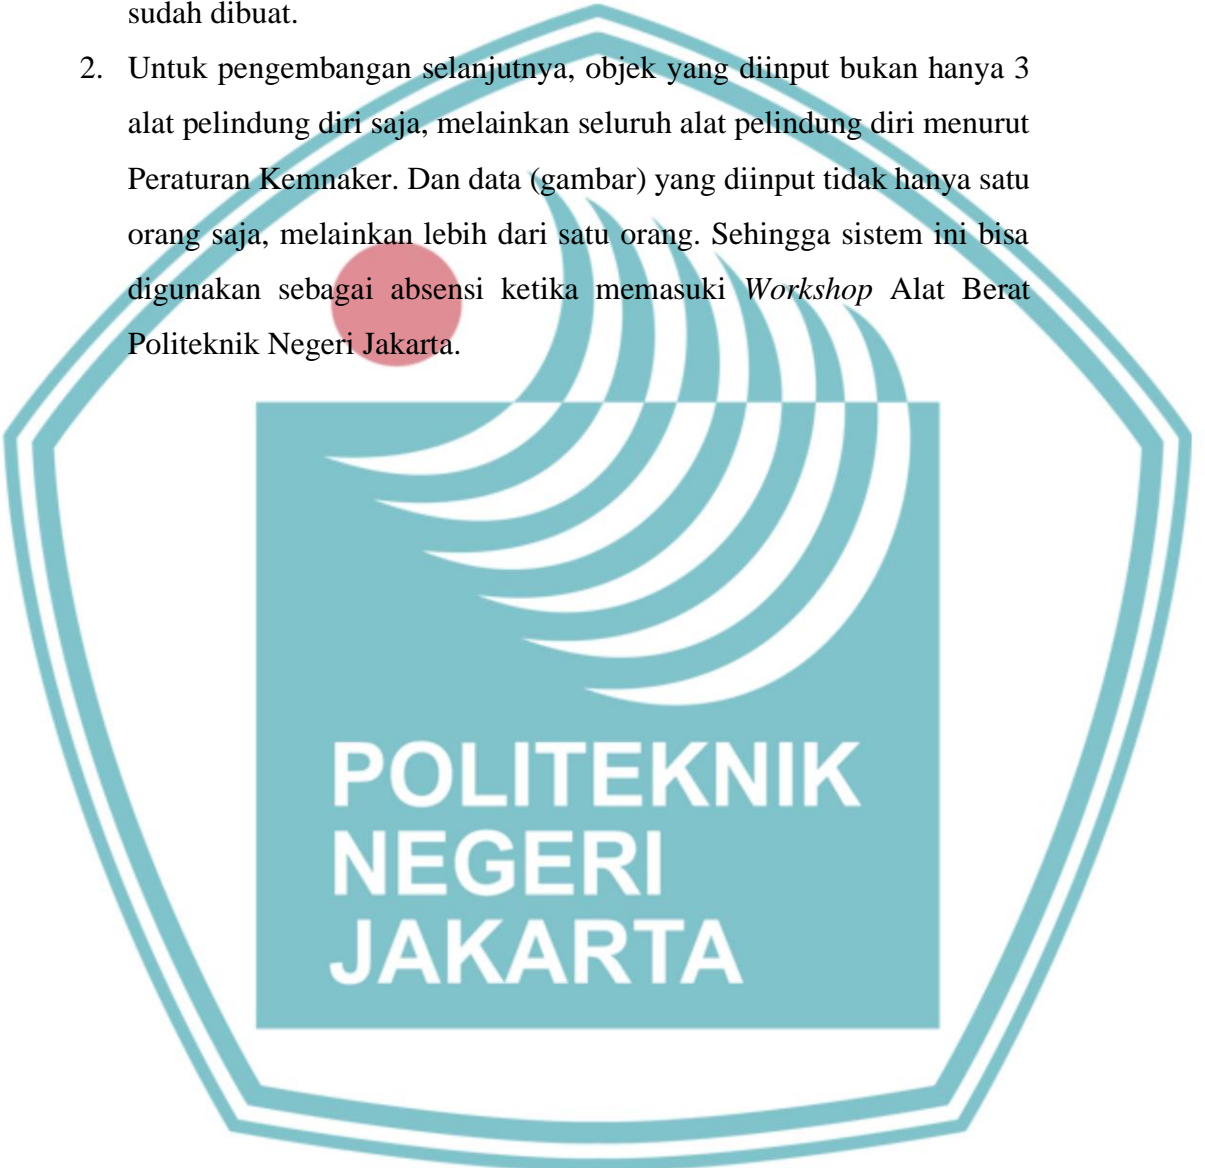 sudah dibuat.
2. Untuk pengembangan selanjutnya, objek yang diinput bukan hanya 3
alat pelindung diri saja, melainkan seluruh alat pelindung diri menurut
Peraturan Kemnaker. Dan data (gambar) yang diinput tidak hanya satu
orang saja, melainkan lebih dari satu orang. Sehingga sistem ini bisa
digunakan sebagai absensi ketika memasuki Workshop Alat Berat
Politeknik Negeri Jakarta.
POLITEKNIK
NEGERI
JAKARTA